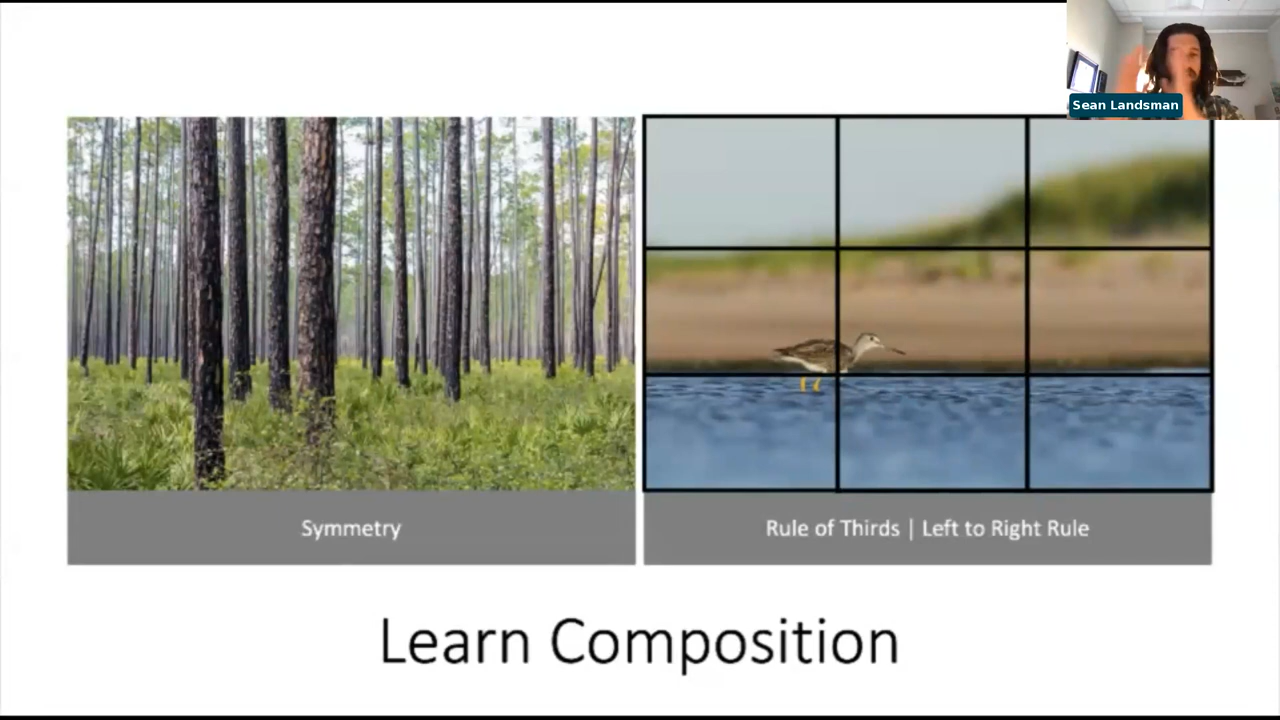 Sean Landsman
Symmetry
Rule of Thirds | Left to Right Rule
Learn Composition